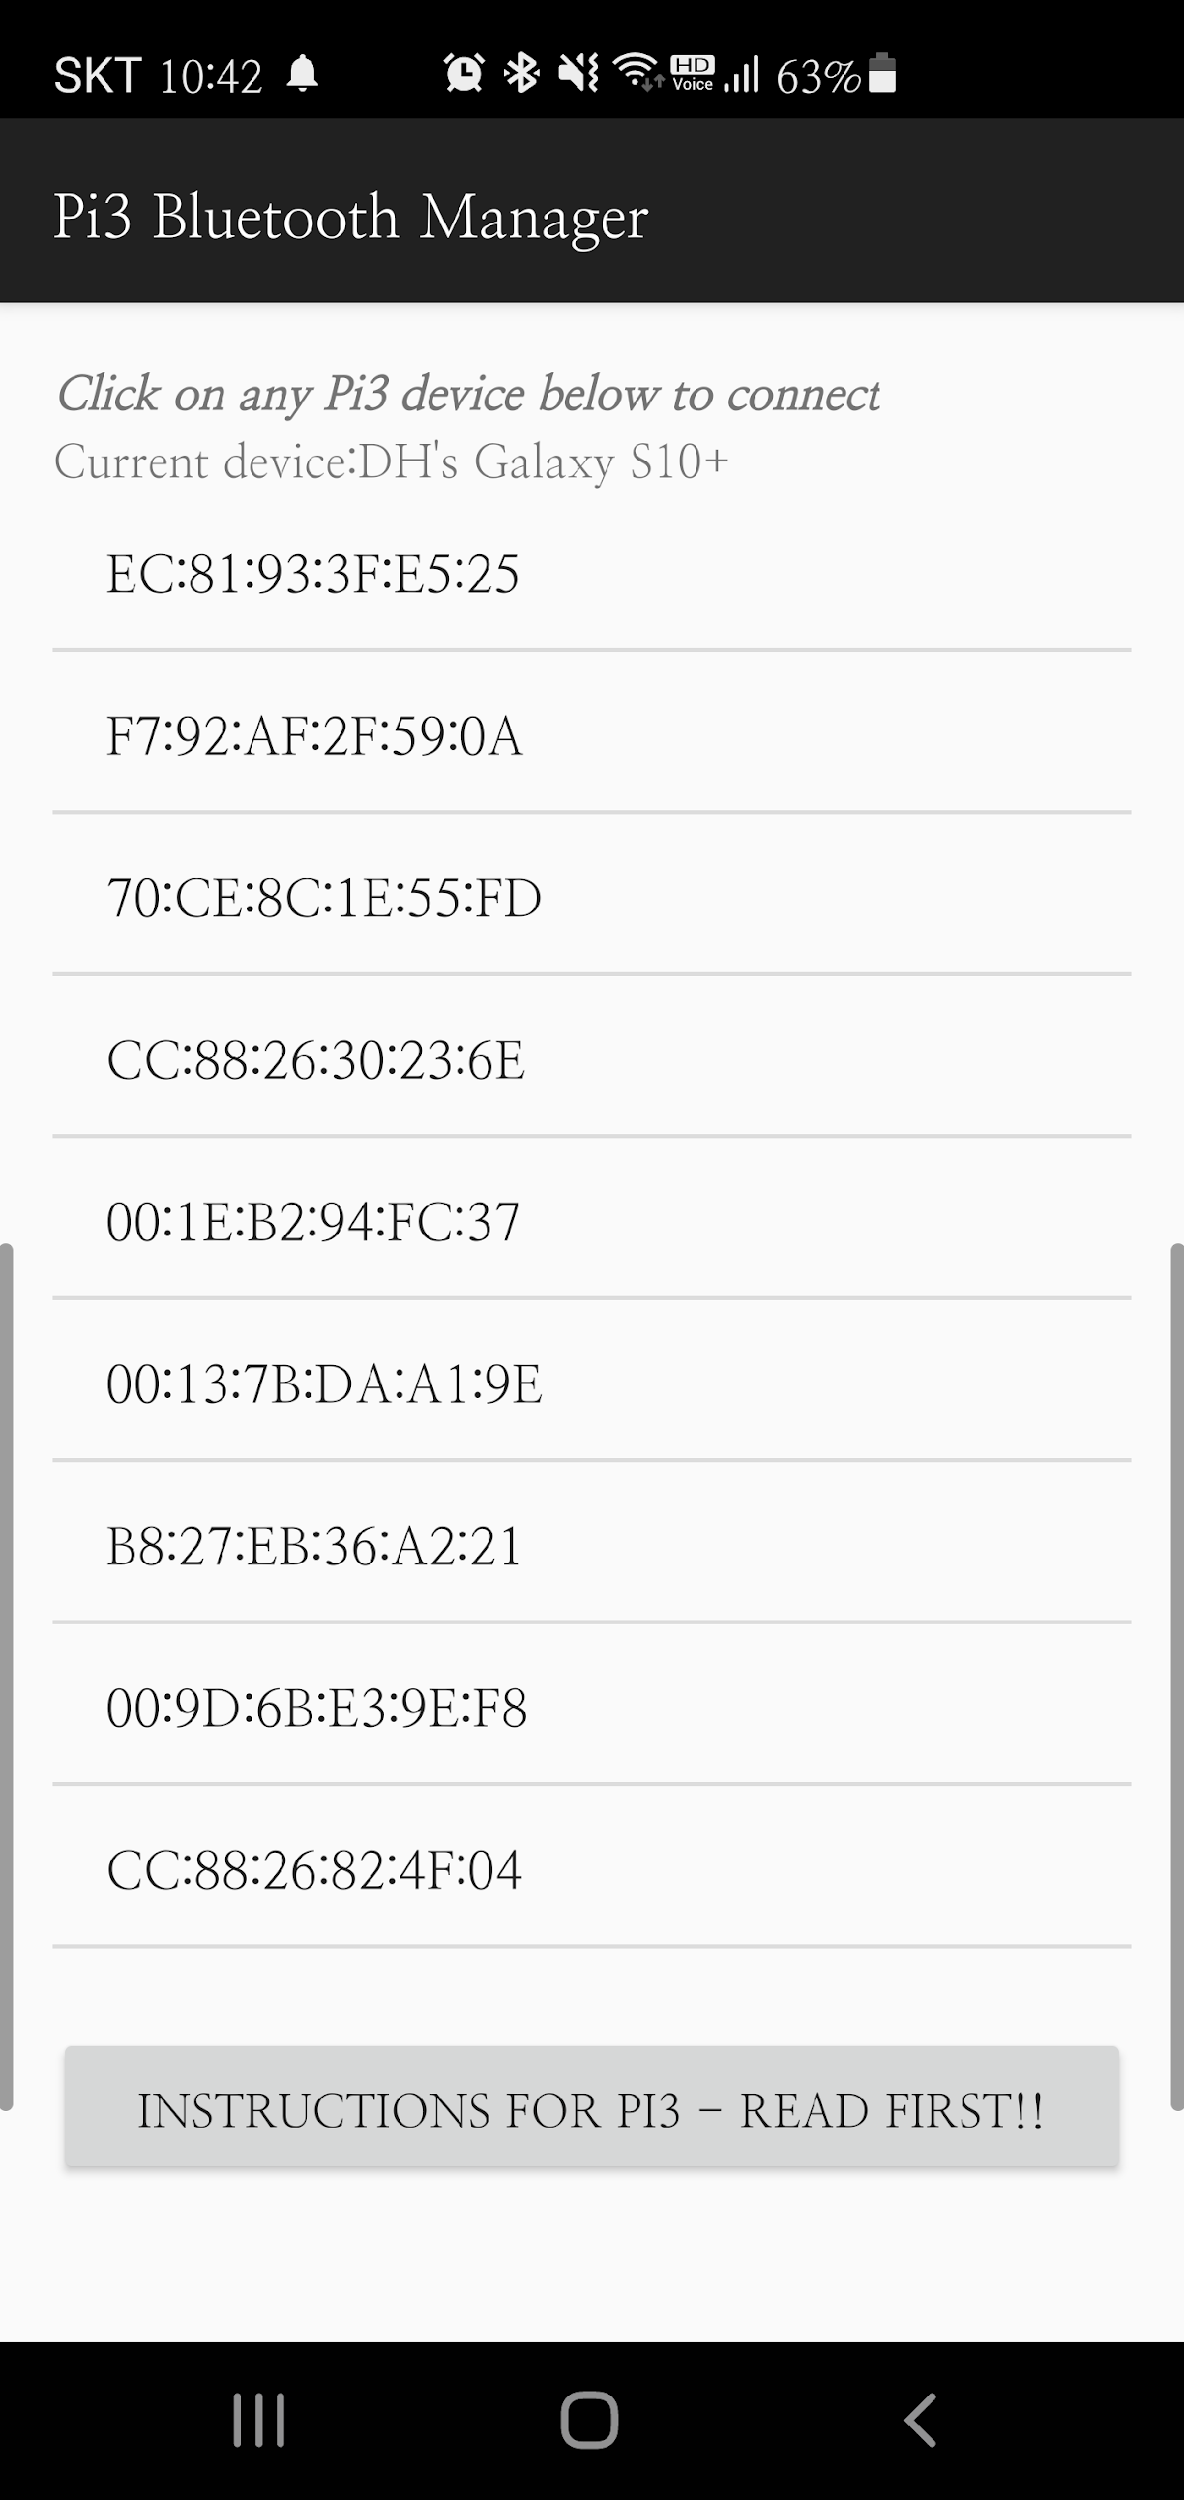 SKT 10:42 HD Voice 63%
Pi3 Bluetooth Manager
Click on any Pi3 device below to connect
Current device:DH's Galaxy S10+
EC:81:93:3F:E5:25
F7:92:AF:2F:59:0A
70:CE:8C:1E:55:FD
CC:88:26:30:23:6E
00:1E:B2:94:FC:37
00:13:7B:DA:A1:9E
B8:27:EB:36:A2:21
00:9D:6B:E3:9E:F8
CC:88:26:82:4F:04
INSTRUCTIONS FOR PI3 - READ FIRST!!